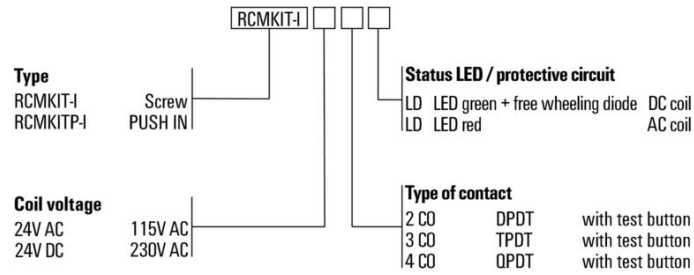 RCMKIT-I
Type
RCMKIT-I Screw
RCMKITP-I PUSH IN
Status LED / protective circuit
LD LED green + free wheeling diode DC coil
LD LED red AC coil
Coil voltage
24V AC 115V AC
24V DC 230V AC
Type of contact
2 CO DPDT with test button
3 CO TPDT with test button
4 CO QPDT with test button